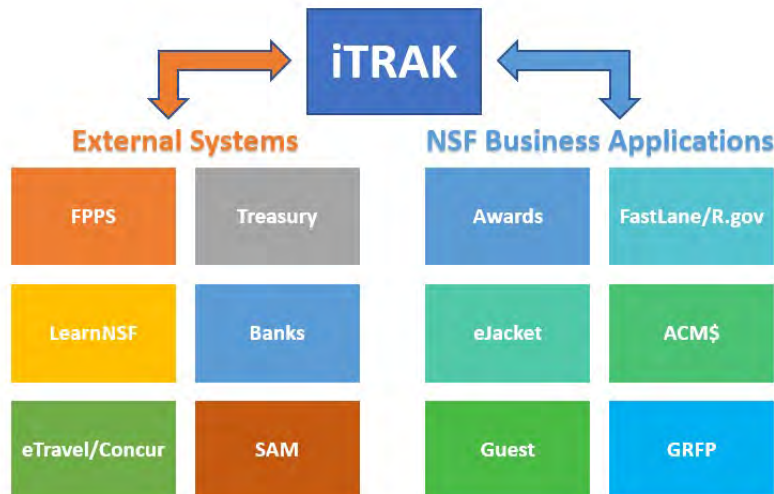 iTRAK
External Systems
NSF Business Applications
FPPS
Treasury
Awards
FastLane/R.gov
LearnNSF
Banks
eJacket
ACM$
eTravel/Concur
SAM
Guest
GRFP